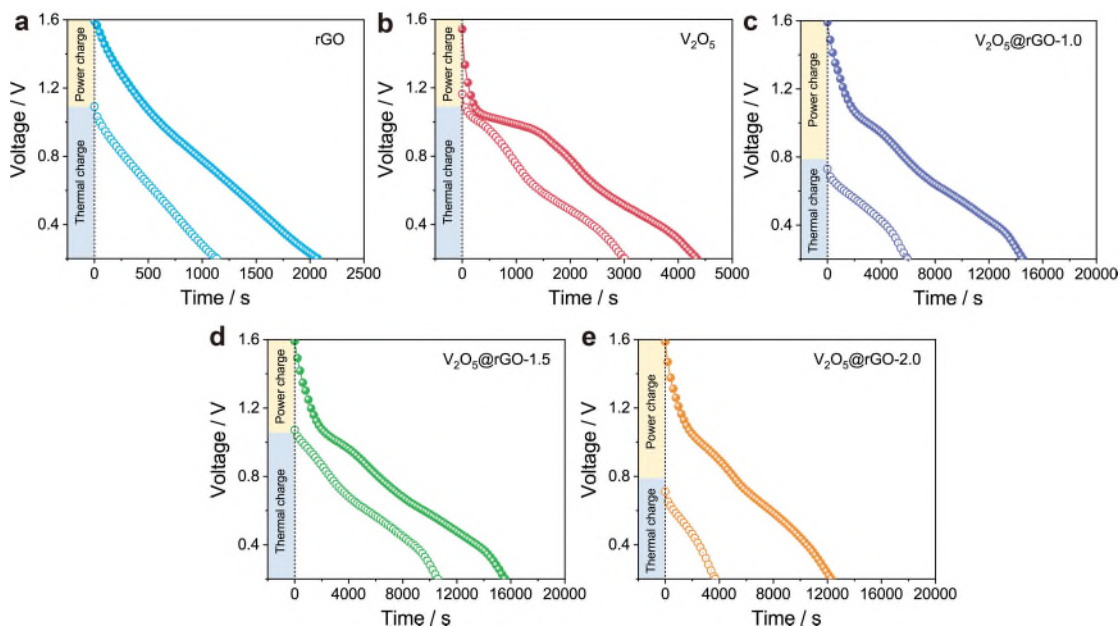 a
rGO
Voltage / V
1.6
1.2
0.8
0.4
Power charge
Thermal charge
0
500
1000
1500
2000
2500
Time / s
b
V₂O₅
Voltage / V
1.6
1.2
0.8
0.4
Power charge
Thermal charge
0
1000
2000
3000
4000
5000
Time / s
c
V₂O₅@rGO-1.0
Voltage / V
1.6
1.2
0.8
0.4
Power charge
Thermal charge
0
4000
8000
12000
16000
20000
Time / s
d
V₂O₅@rGO-1.5
Voltage / V
1.6
1.2
0.8
0.4
Power charge
Thermal charge
0
4000
8000
12000
16000
20000
Time / s
e
V₂O₅@rGO-2.0
Voltage / V
1.6
1.2
0.8
0.4
Power charge
Thermal charge
0
4000
8000
12000
16000
20000
Time / s